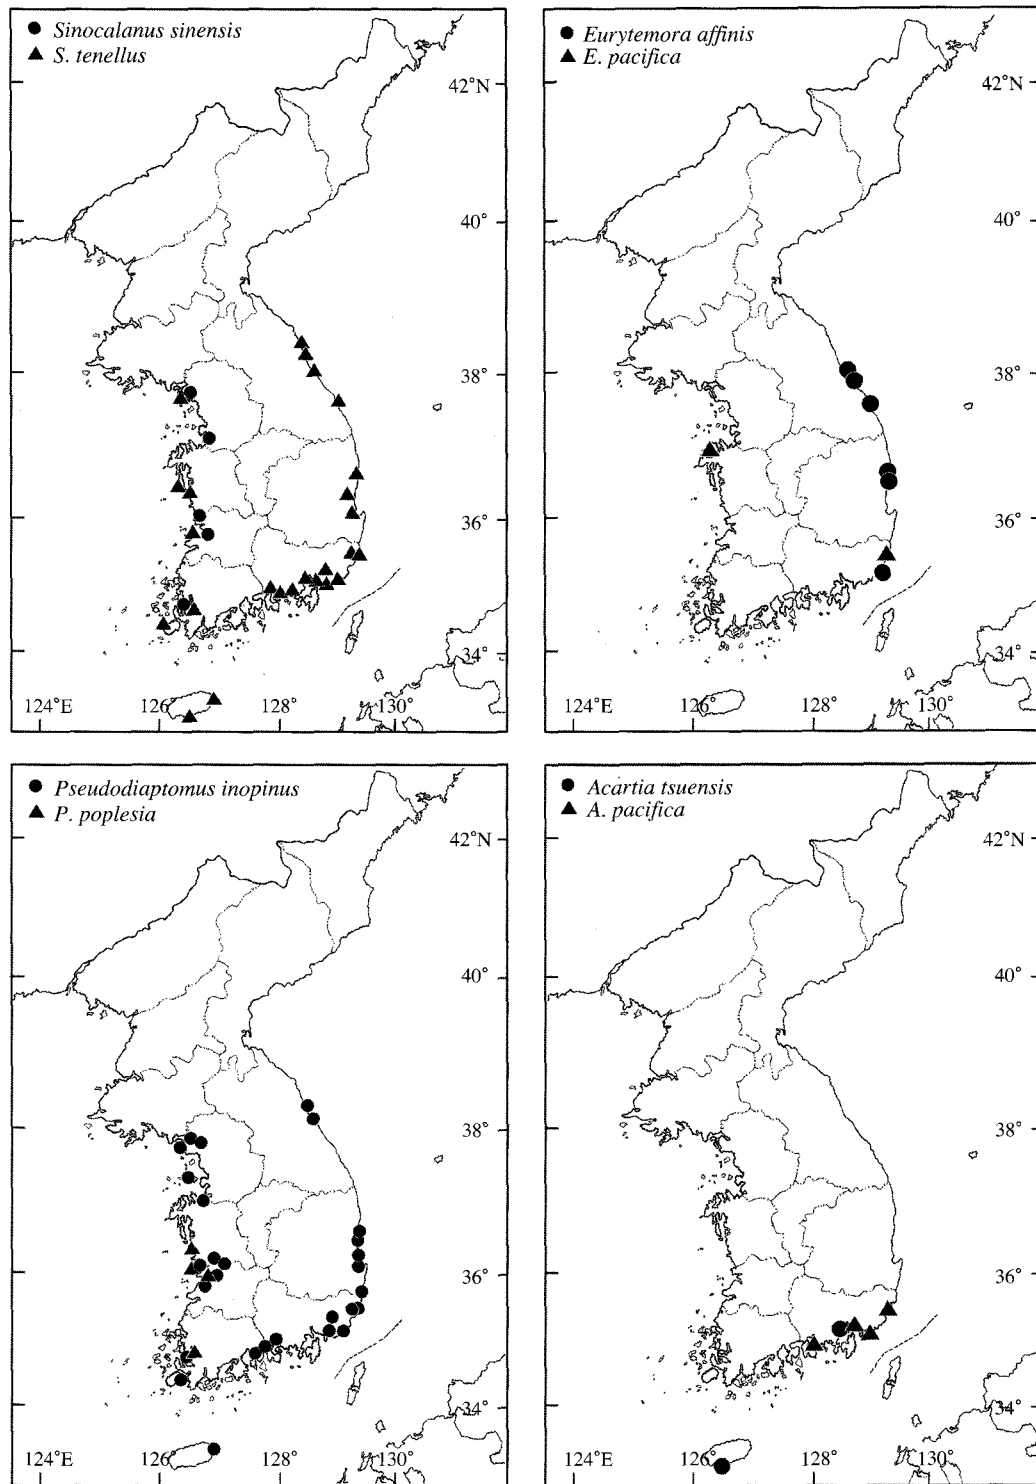 ● Sinocalanus sinensis
▲ S. tenellus
42°N
40°
38°
36°
34°
124°E 126° 128° 130°
● Eurytemora affinis
▲ E. pacifica
42°N
40°
38°
36°
34°
124°E 126° 128° 130°
● Pseudodiaptomus inopinus
▲ P. poplesia
42°N
40°
38°
36°
34°
124°E 126° 128° 130°
● Acartia tsuensis
▲ A. pacifica
42°N
40°
38°
36°
34°
124°E 126° 128° 130°